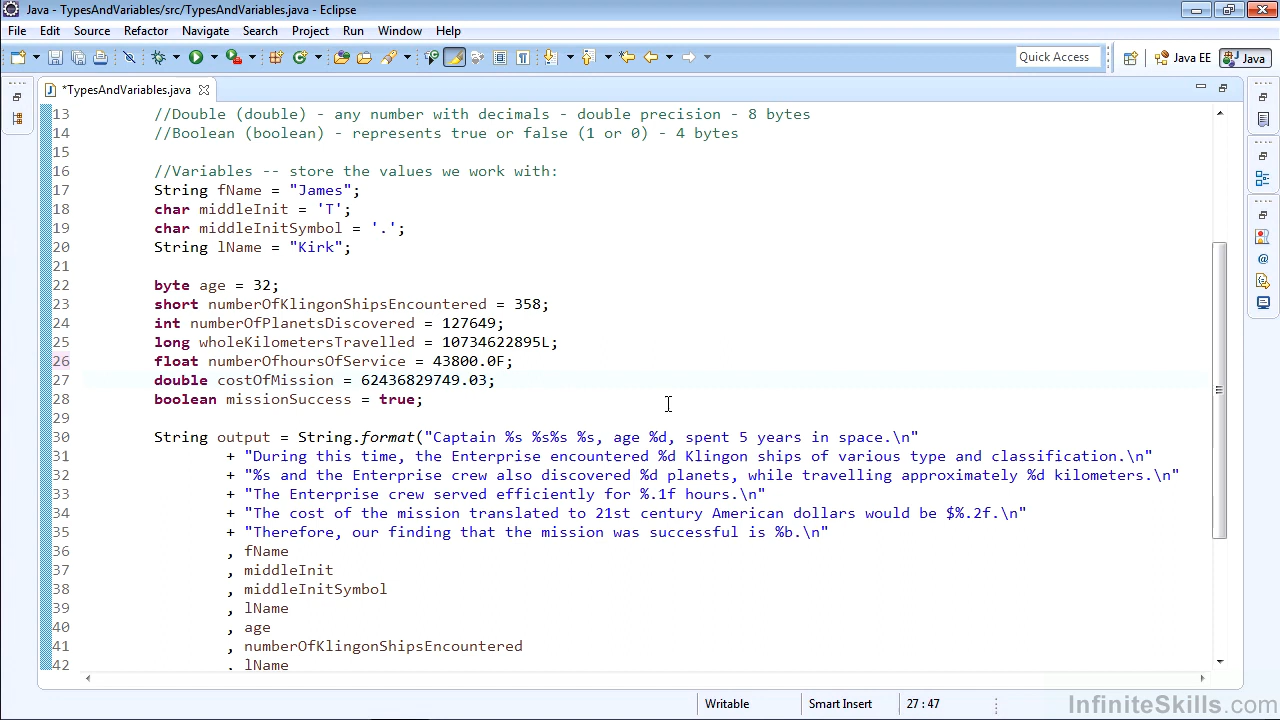 Java - TypesAndVariables/src/TypesAndVariables.java - Eclipse
File Edit Source Refactor Navigate Search Project Run Window Help
Quick Access Java EE Java
*TypesAndVariables.java
13 //Double (double) - any number with decimals - double precision - 8 bytes
14 //Boolean (boolean) - represents true or false (1 or 0) - 4 bytes
15
16 //Variables -- store the values we work with:
17 String fName = "James";
18 char middleInit = 'T';
19 char middleInitSymbol = '.';
20 String lName = "Kirk";
21
22 byte age = 32;
23 short numberOfKlingonShipsEncountered = 358;
24 int numberOfPlanetsDiscovered = 127649;
25 long wholeKilometersTravelled = 10734622895L;
26 float numberOfhoursOfService = 43800.0F;
27 double costOfMission = 62436829749.03;
28 boolean missionSuccess = true;
29
30 String output = String.format("Captain %s %s%s %s, age %d, spent 5 years in space.\n"
31 + "During this time, the Enterprise encountered %d Klingon ships of various type and classification.\n"
32 + "%s and the Enterprise crew also discovered %d planets, while travelling approximately %d kilometers.\n"
33 + "The Enterprise crew served efficiently for %.1f hours.\n"
34 + "The cost of the mission translated to 21st century American dollars would be $%.2f.\n"
35 + "Therefore, our finding that the mission was successful is %b.\n"
36 , fName
37 , middleInit
38 , middleInitSymbol
39 , lName
40 , age
41 , numberOfKlingonShipsEncountered
42 , lName
Writable Smart Insert 27 : 47
InfiniteSkills.com